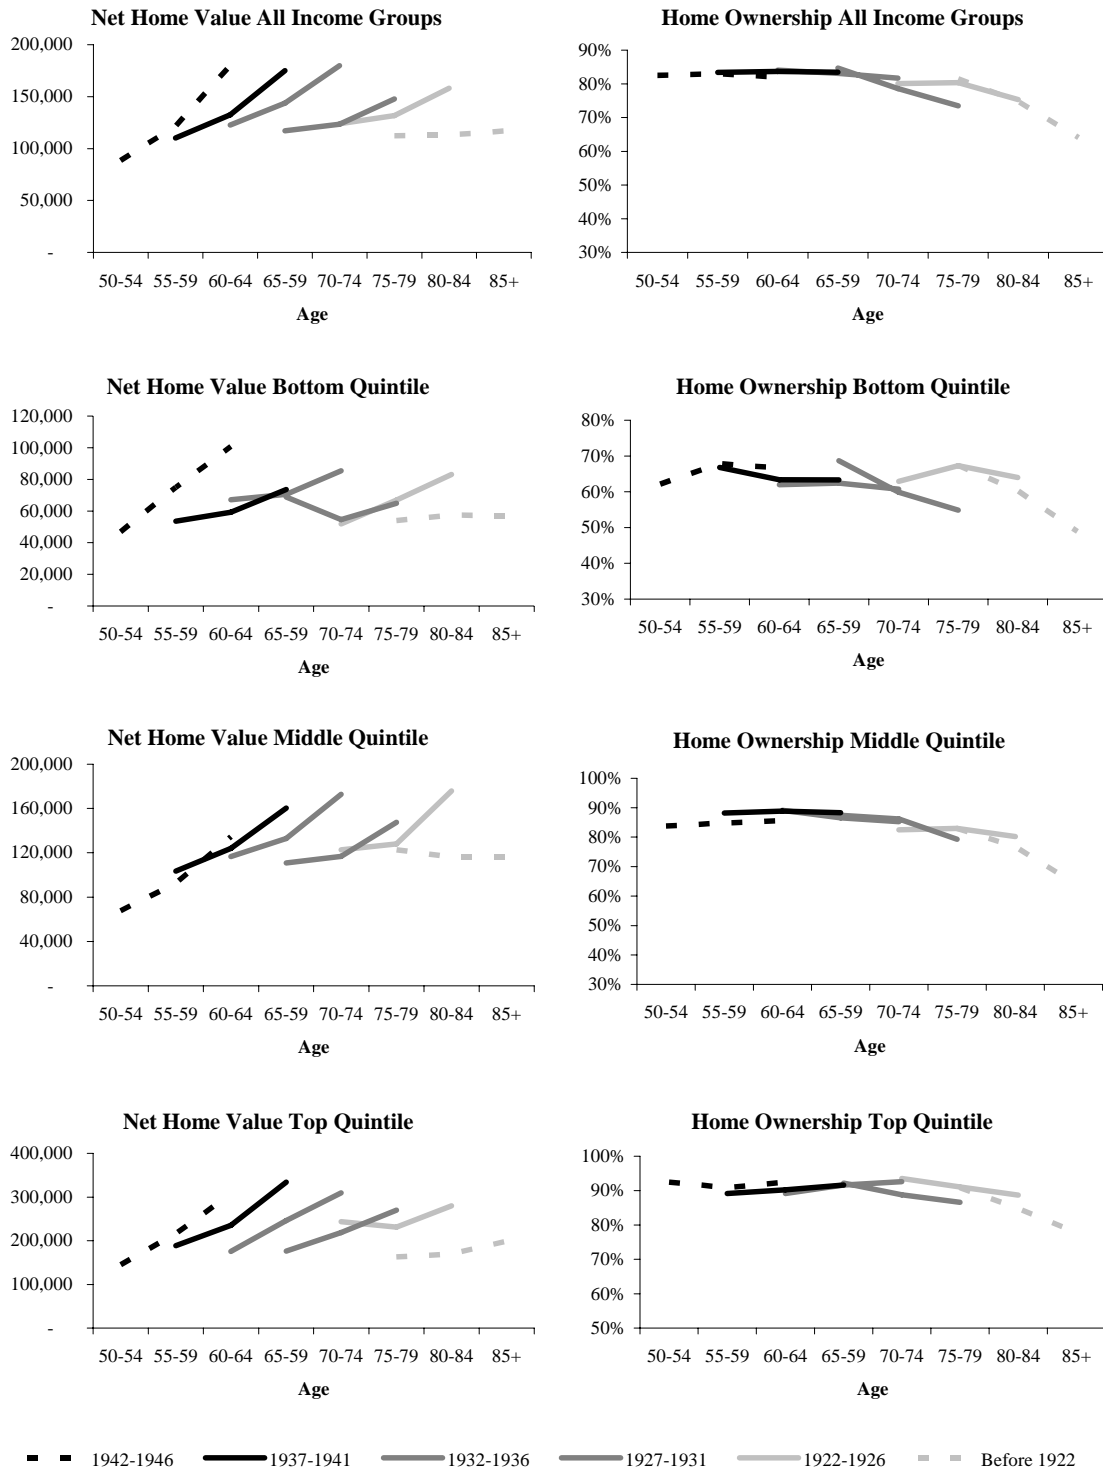 Net Home Value All Income Groups
200,000
150,000
100,000
50,000
-
50-54 55-59 60-64 65-59 70-74 75-79 80-84 85+
Age
Home Ownership All Income Groups
90%
80%
70%
60%
50%
40%
30%
50-54 55-59 60-64 65-59 70-74 75-79 80-84 85+
Age
Net Home Value Bottom Quintile
120,000
100,000
80,000
60,000
40,000
20,000
-
50-54 55-59 60-64 65-59 70-74 75-79 80-84 85+
Age
Home Ownership Bottom Quintile
80%
70%
60%
50%
40%
30%
50-54 55-59 60-64 65-59 70-74 75-79 80-84 85+
Age
Net Home Value Middle Quintile
200,000
160,000
120,000
80,000
40,000
-
50-54 55-59 60-64 65-59 70-74 75-79 80-84 85+
Age
Home Ownership Middle Quintile
100%
90%
80%
70%
60%
50%
40%
30%
50-54 55-59 60-64 65-59 70-74 75-79 80-84 85+
Age
Net Home Value Top Quintile
400,000
300,000
200,000
100,000
-
50-54 55-59 60-64 65-59 70-74 75-79 80-84 85+
Age
Home Ownership Top Quintile
100%
90%
80%
70%
60%
50%
50-54 55-59 60-64 65-59 70-74 75-79 80-84 85+
Age
1942-1946 1937-1941 1932-1936 1927-1931 1922-1926 Before 1922